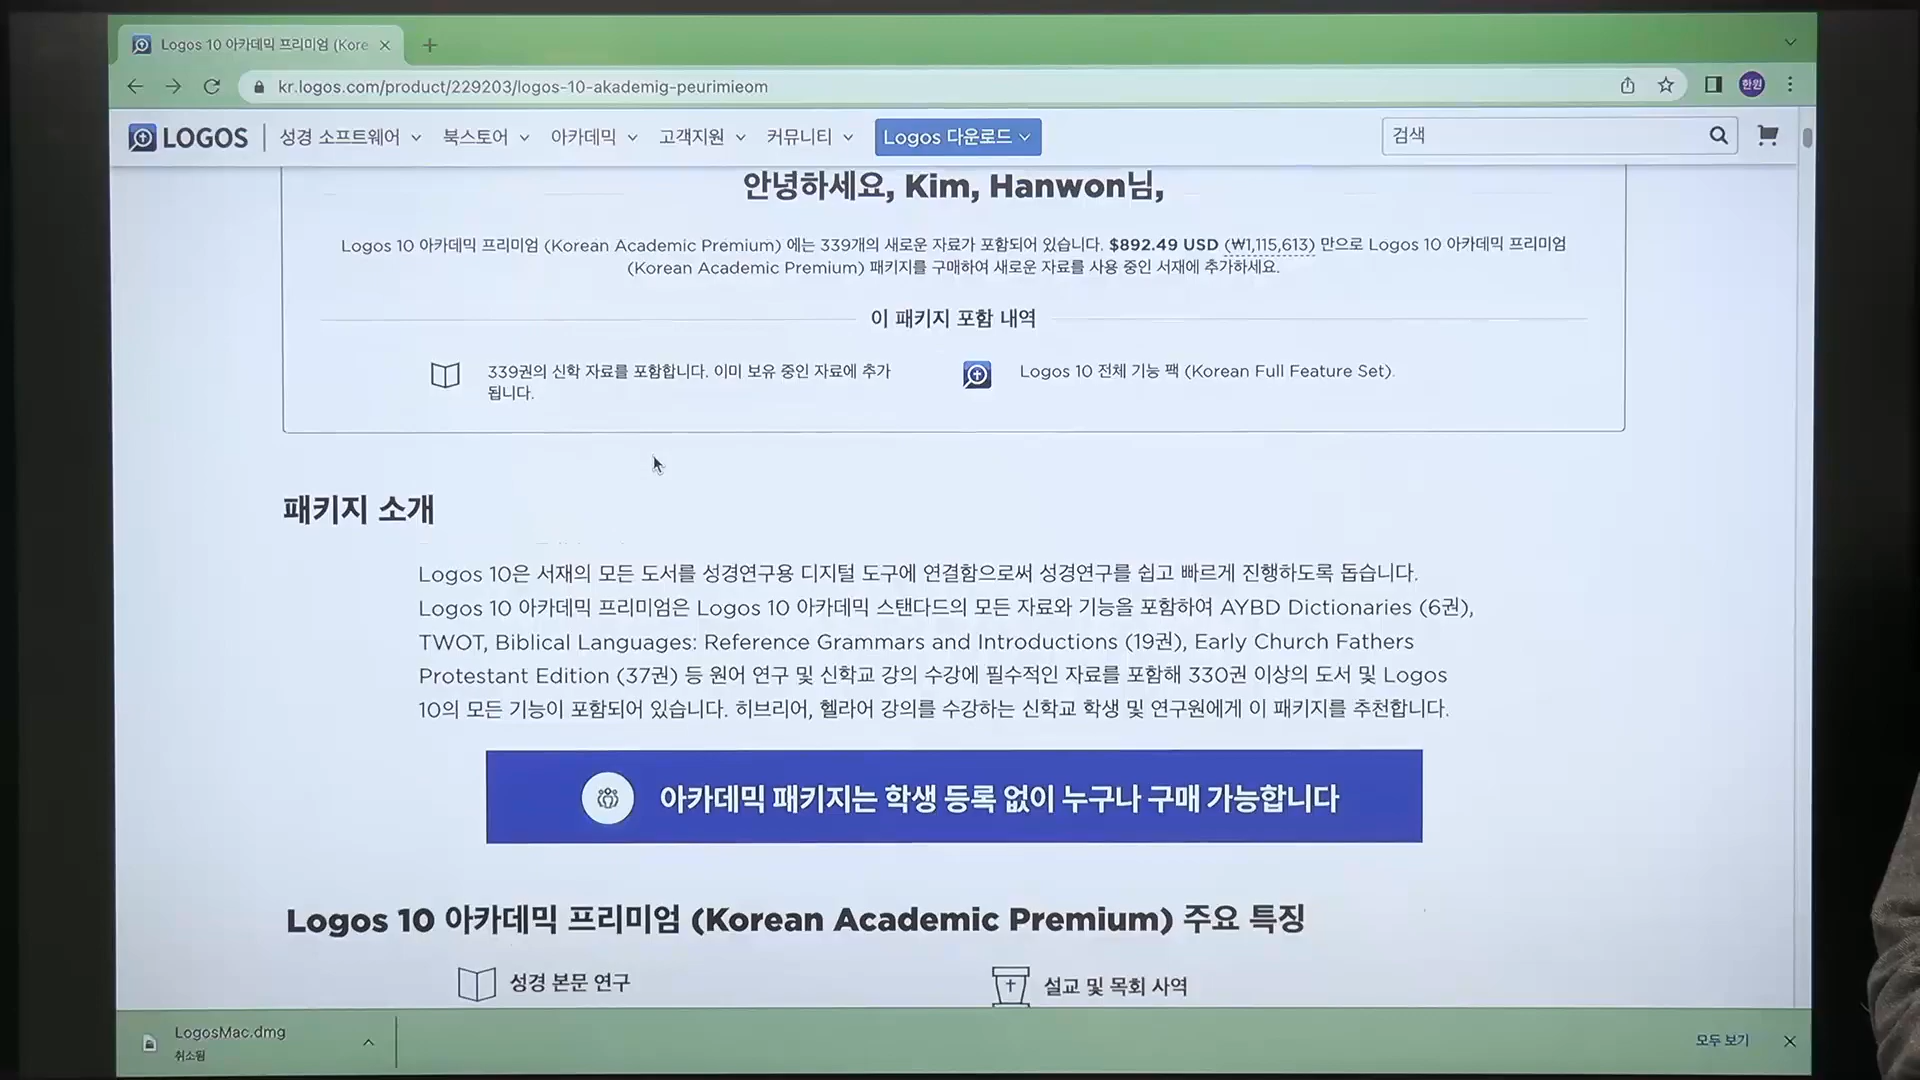 Logos 10 아카데믹 프리미엄 (Kore
kr.logos.com/product/229203/logos-10-akademig-peurimieom
한원
LOGOS
성경 소프트웨어
북스토어
아카데믹
고객지원
커뮤니티
Logos 다운로드
검색
안녕하세요, Kim, Hanwon님,
Logos 10 아카데믹 프리미엄 (Korean Academic Premium) 에는 339개의 새로운 자료가 포함되어 있습니다. $892.49 USD (₩1,115,613) 만으로 Logos 10 아카데믹 프리미엄
(Korean Academic Premium) 패키지를 구매하여 새로운 자료를 사용 중인 서재에 추가하세요.
이 패키지 포함 내역
339권의 신학 자료를 포함합니다. 이미 보유 중인 자료에 추가
됩니다.
Logos 10 전체 기능 팩 (Korean Full Feature Set).
패키지 소개
Logos 10은 서재의 모든 도서를 성경연구용 디지털 도구에 연결함으로써 성경연구를 쉽고 빠르게 진행하도록 돕습니다.
Logos 10 아카데믹 프리미엄은 Logos 10 아카데믹 스탠다드의 모든 자료와 기능을 포함하여 AYBD Dictionaries (6권),
TWOT, Biblical Languages: Reference Grammars and Introductions (19권), Early Church Fathers
Protestant Edition (37권) 등 원어 연구 및 신학교 강의 수강에 필수적인 자료를 포함해 330권 이상의 도서 및 Logos
10의 모든 기능이 포함되어 있습니다. 히브리어, 헬라어 강의를 수강하는 신학교 학생 및 연구원에게 이 패키지를 추천합니다.
아카데믹 패키지는 학생 등록 없이 누구나 구매 가능합니다
Logos 10 아카데믹 프리미엄 (Korean Academic Premium) 주요 특징
성경 본문 연구
설교 및 목회 사역
LogosMac.dmg
취소됨
모두 보기